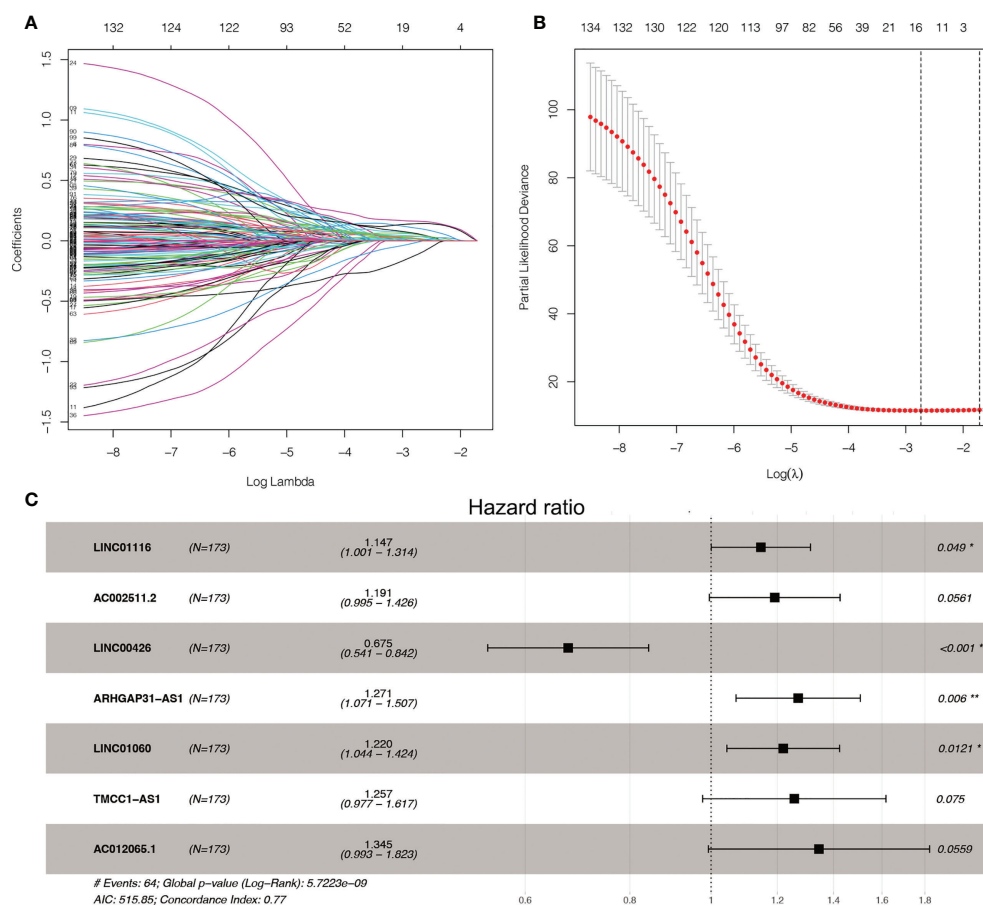 A
132 124 122 93 52 19 4
1.5
1.0
0.5
0.0
−0.5
−1.0
−1.5
Coefficients
24
11
90
63
11
36
−8 −7 −6 −5 −4 −3 −2
Log Lambda
B
134 132 130 122 120 97 82 56 39 21 16 11 3
100
80
60
40
20
Partial Likelihood Deviance
−8 −7 −6 −5 −4 −3 −2
Log(λ)
C
Hazard ratio
LINC01116 (N=173) 1.147 0.049 *
(1.001 − 1.314)
AC002511.2 (N=173) 1.191 0.0561
(0.995 − 1.426)
LINC00426 (N=173) 0.675 <0.001 *
(0.541 − 0.842)
ARHGAP31−AS1 (N=173) 1.271 0.006 **
(1.071 − 1.507)
LINC01060 (N=173) 1.220 0.0121 *
(1.044 − 1.424)
TMCC1−AS1 (N=173) 1.257 0.075
(0.977 − 1.617)
AC012065.1 (N=173) 1.345 0.0559
(0.993 − 1.823)
# Events: 64; Global p-value (Log−Rank): 5.7223e−09
AIC: 515.85; Concordance Index: 0.77
0.6 0.8 1 1.2 1.4 1.6 1.8